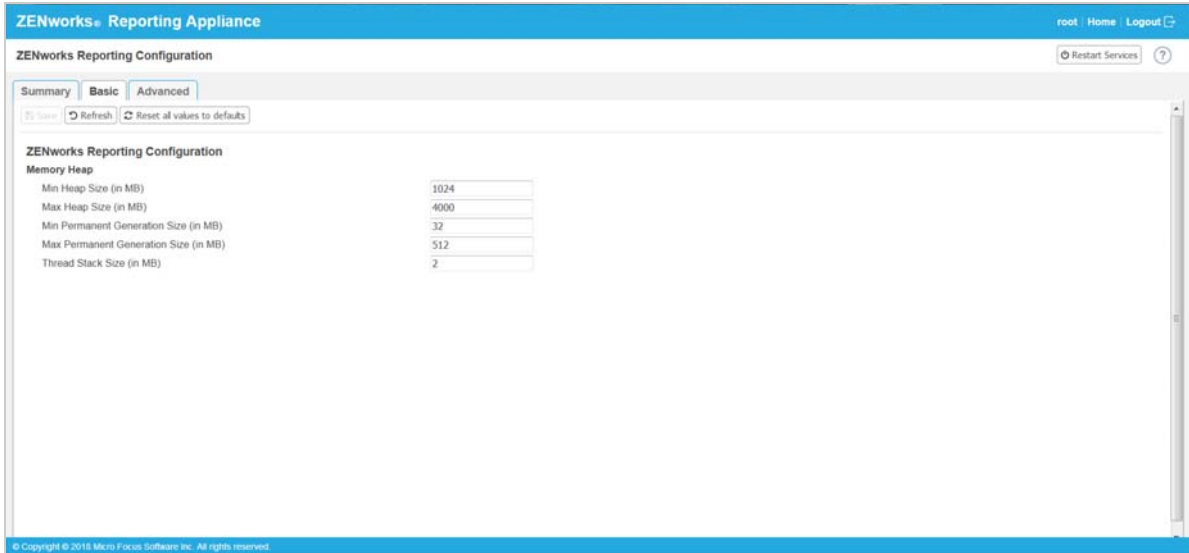 ZENworks® Reporting Appliance
root | Home | Logout
ZENworks Reporting Configuration
Restart Services ?
Summary Basic Advanced
Save Refresh Reset all values to defaults
ZENworks Reporting Configuration
Memory Heap
Min Heap Size (in MB) 1024
Max Heap Size (in MB) 4000
Min Permanent Generation Size (in MB) 32
Max Permanent Generation Size (in MB) 512
Thread Stack Size (in MB) 2
© Copyright © 2018 Micro Focus Software Inc. All rights reserved.